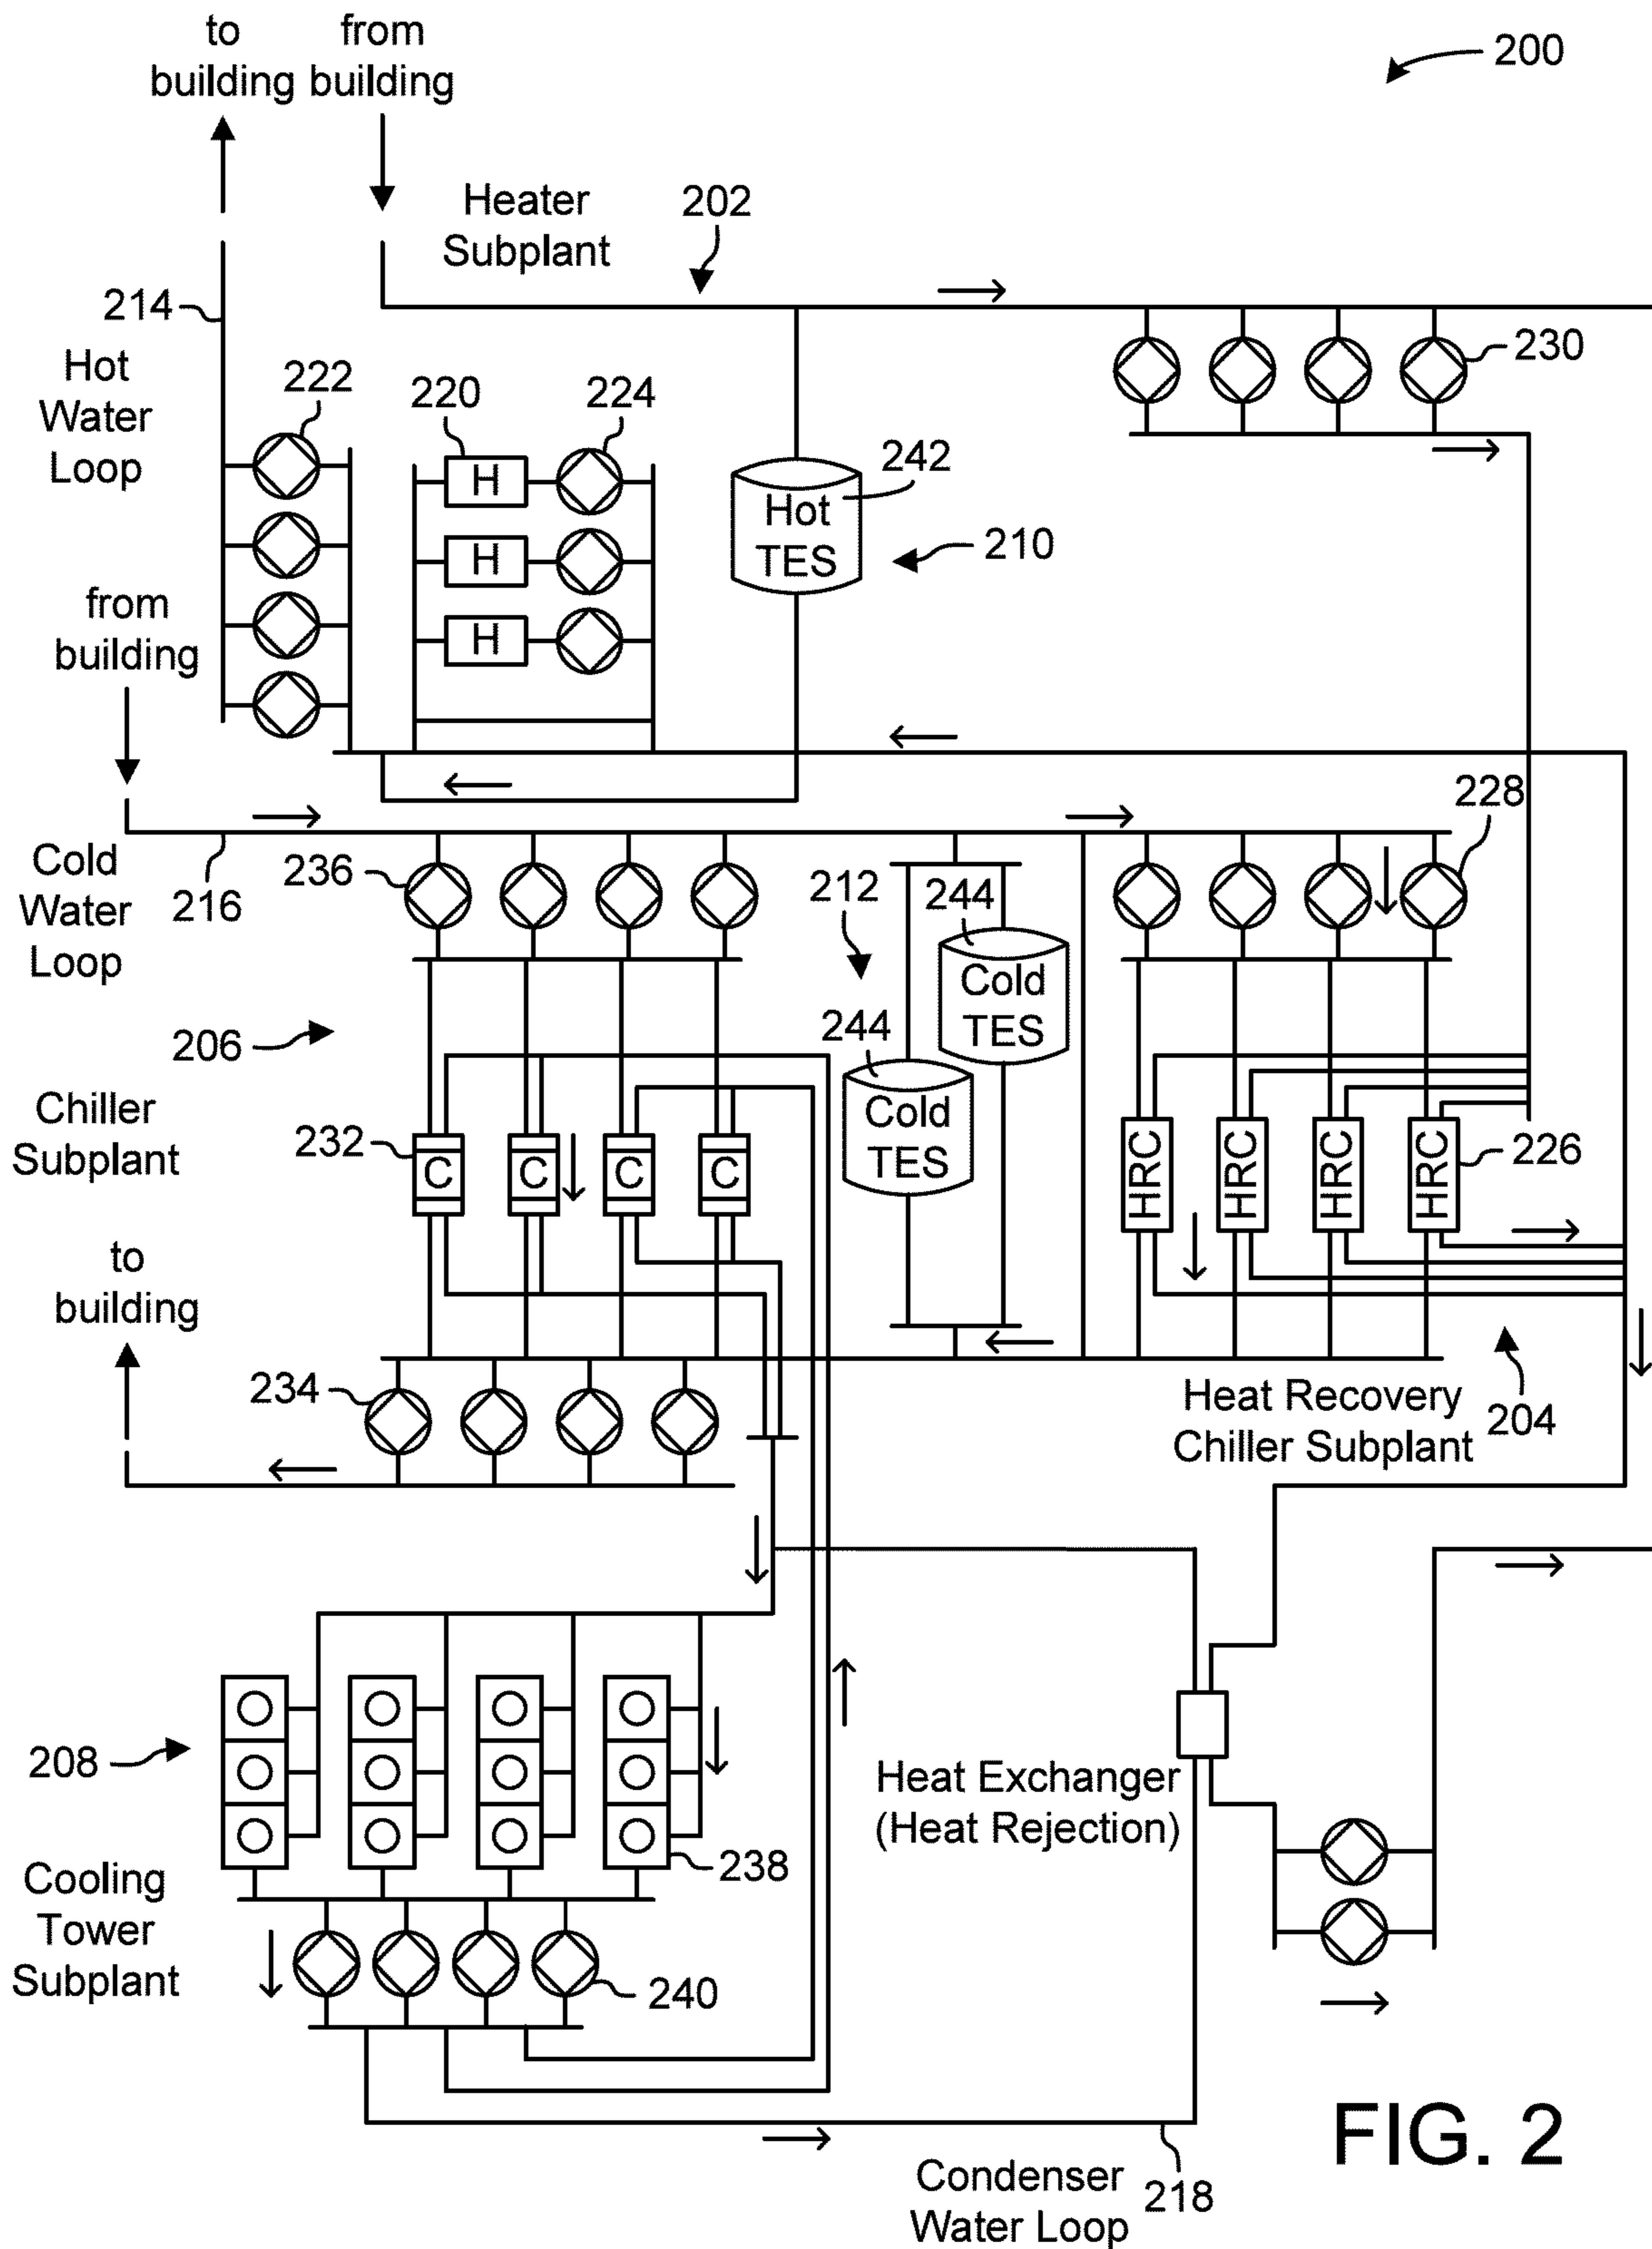 to
building
from
building
200
Heater
Subplant
202
214
Hot
Water
Loop
222
220
224
H
H
H
242
Hot
TES
210
230
from
building
228
Cold
Water
Loop
216
236
212
244
Cold
TES
244
Cold
TES
206
Chiller
Subplant
232
C
C
C
C
HRC
HRC
HRC
HRC
226
to
building
234
Heat Recovery
Chiller Subplant
204
208
Heat Exchanger
(Heat Rejection)
238
Cooling
Tower
Subplant
240
Condenser
Water Loop
218
FIG. 2